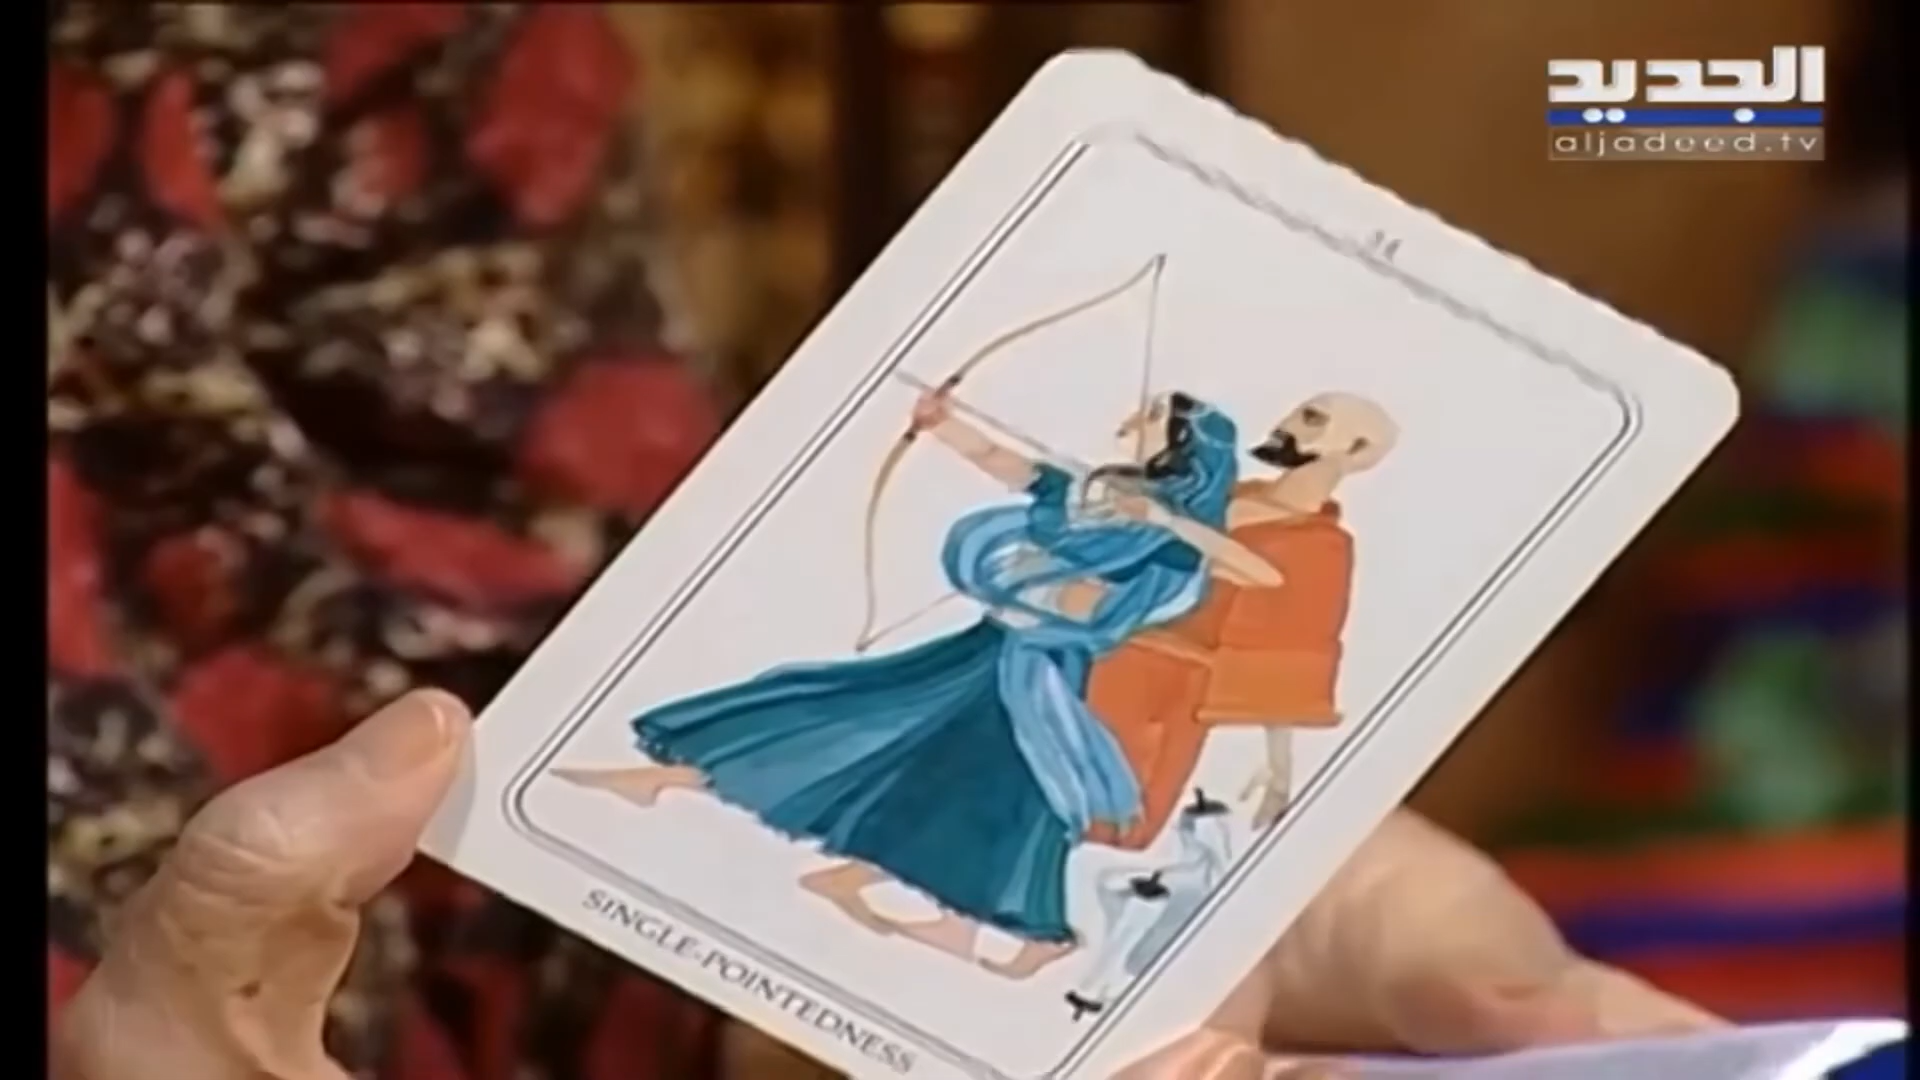 الجديد
aljadeed.tv
SINGLE-POINTEDNESS